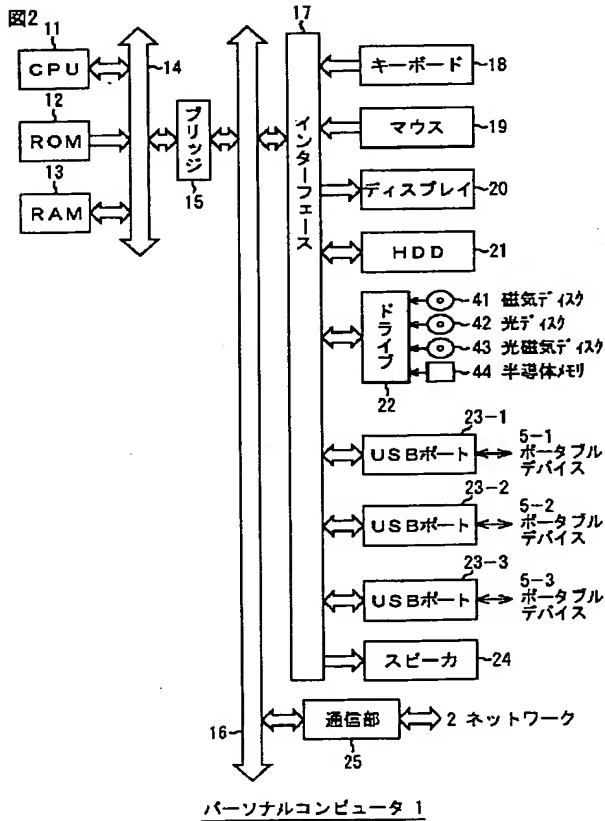 図2
11
CPU
14
12
ROM
13
RAM
ブリッジ
15
16
17
インターフェース
キーボード
18
マウス
19
ディスプレイ
20
HDD
21
ドライブ
22
41 磁気ディスク
42 光ディスク
43 光磁気ディスク
44 半導体メモリ
23-1
USBポート
5-1
ポータブル
デバイス
23-2
USBポート
5-2
ポータブル
デバイス
23-3
USBポート
5-3
ポータブル
デバイス
スピーカ
24
通信部
25
2 ネットワーク
パーソナルコンピュータ 1